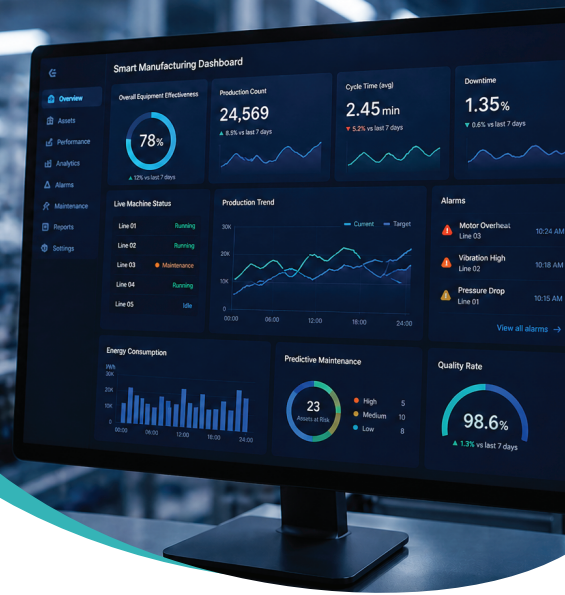 Smart Manufacturing Dashboard
Overview
Assets
Performance
Analytics
Alarms
Maintenance
Reports
Sottings
Overall Equipment Effectiveness
78%
▲ 12% vs last 7 days
Production Count
24,569
▲ 8.5% vs last 7 days
Cycle Time (avg)
2.45 min
▼ 5.2% vs last 7 days
Downtime
1.35%
▼ 0.6% vs last 7 days
Live Machine Status
Line 01 Running
Line 02 Running
Line 03 Maintenance
Line 04 Running
Line 05 Idle
Production Trend
Current Target
30K
20K
10K
0
00:00 06:00 12:00 18:00 24:00
Alarms
Motor Overheat
Line 03
10:24 AM
Vibration High
Line 02
10:18 AM
Pressure Drop
Line 01
10:15 AM
View all alarms →
Energy Consumption
30K
20K
10K
0
00:00 06:00 12:00 18:00 24:00
Predictive Maintenance
23
Assets at Risk
High 5
Medium 10
Low 8
Quality Rate
98.6%
▲ 1.3% vs last 7 days